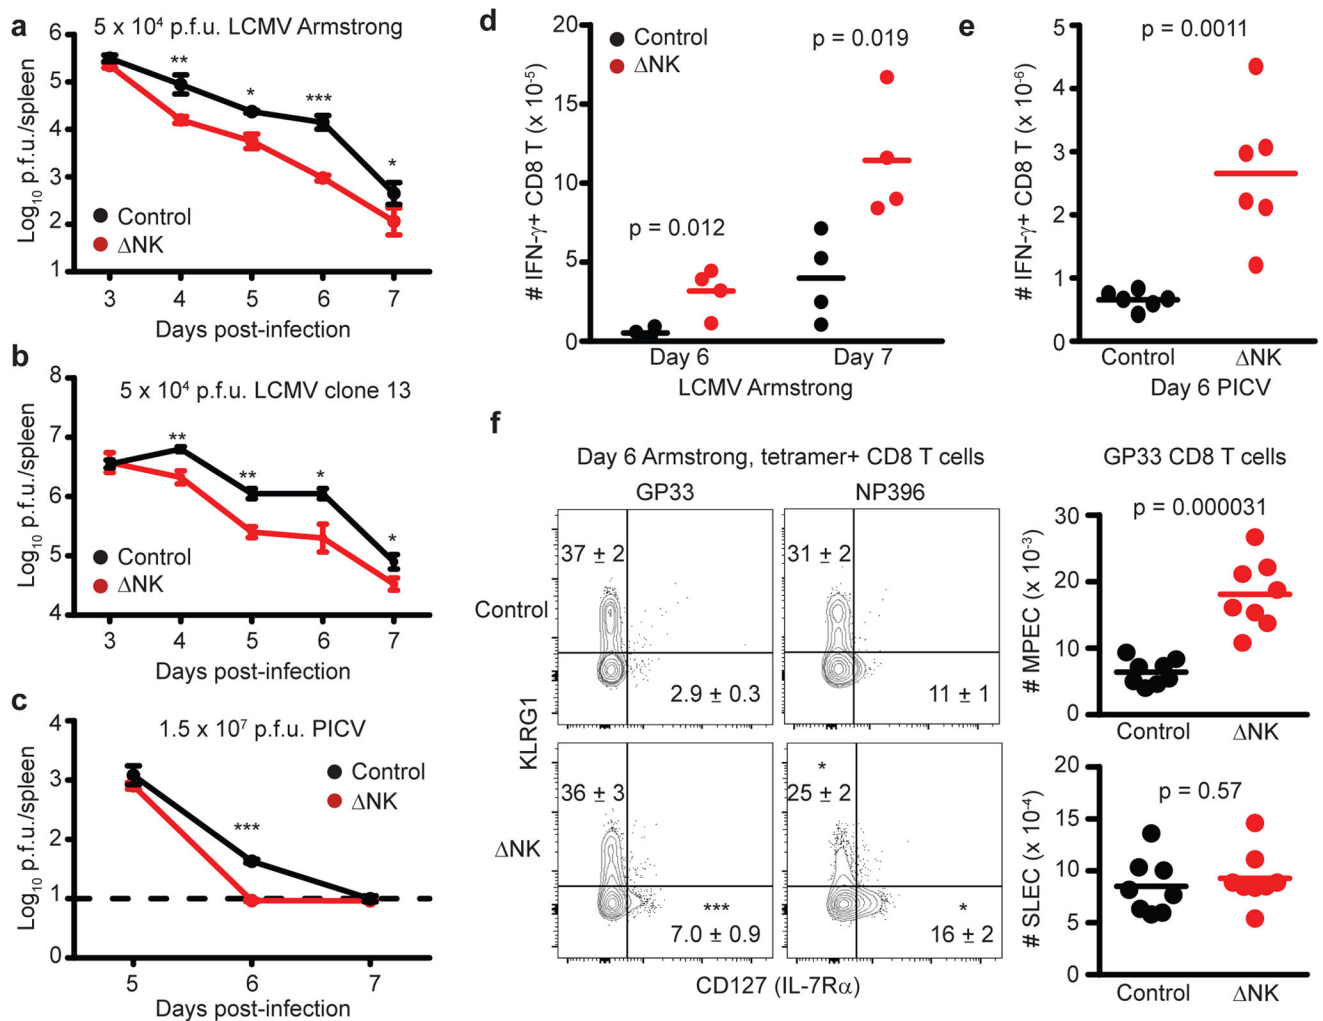 a
5 x 10⁴ p.f.u. LCMV Armstrong
Log₁₀ p.f.u./spleen
6
5
4
3
2
1
**
*
***
*
Control
ΔNK
3 4 5 6 7
Days post-infection
b
5 x 10⁴ p.f.u. LCMV clone 13
Log₁₀ p.f.u./spleen
8
7
6
5
4
**
**
*
*
Control
ΔNK
3 4 5 6 7
Days post-infection
c
1.5 x 10⁷ p.f.u. PICV
Log₁₀ p.f.u./spleen
4
3
2
1
0
***
Control
ΔNK
5 6 7
Days post-infection
d
# IFN-γ+ CD8 T (x 10⁻⁵)
20
15
10
5
0
Control
ΔNK
p = 0.012
p = 0.019
Day 6 Day 7
LCMV Armstrong
e
# IFN-γ+ CD8 T (x 10⁻⁶)
5
4
3
2
1
0
p = 0.0011
Control ΔNK
Day 6 PICV
f
Day 6 Armstrong, tetramer+ CD8 T cells
GP33 NP396
Control
37 ± 2
2.9 ± 0.3
31 ± 2
11 ± 1
KLRG1
ΔNK
36 ± 3
***
7.0 ± 0.9
*
25 ± 2
*
16 ± 2
CD127 (IL-7Rα)
GP33 CD8 T cells
p = 0.000031
# MPEC (x 10⁻³)
30
20
10
0
Control ΔNK
p = 0.57
# SLEC (x 10⁻⁴)
20
15
10
5
0
Control ΔNK